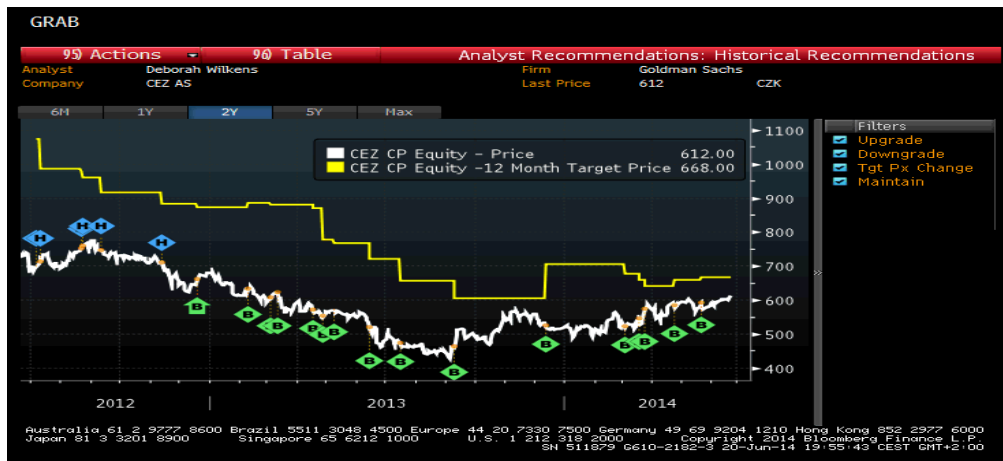 GRAB
95) Actions 96) Table Analyst Recommendations: Historical Recommendations
Analyst Deborah Wilkens Firm Goldman Sachs
Company CEZ AS Last Price 612 CZK
6M 1Y 2Y 5Y Max
Filters
Upgrade
Downgrade
Tgt Px Change
Maintain
CEZ CP Equity - Price 612.00
CEZ CP Equity -12 Month Target Price 668.00
1100
1000
900
800
700
600
500
400
H H H H H
B B B B B B B B B B B B B B B B
2012 2013 2014
Australia 61 2 9777 8600 Brazil 5511 3048 4500 Europe 44 20 7330 7500 Germany 49 69 9204 1210 Hong Kong 852 2977 6000
Japan 81 3 3201 8900 Singapore 65 6212 1000 U.S. 1 212 318 2000 Copyright 2014 Bloomberg Finance L.P.
SN 511879 G610-2182-3 20-Jun-14 19:55:43 CEST GMT+2:00